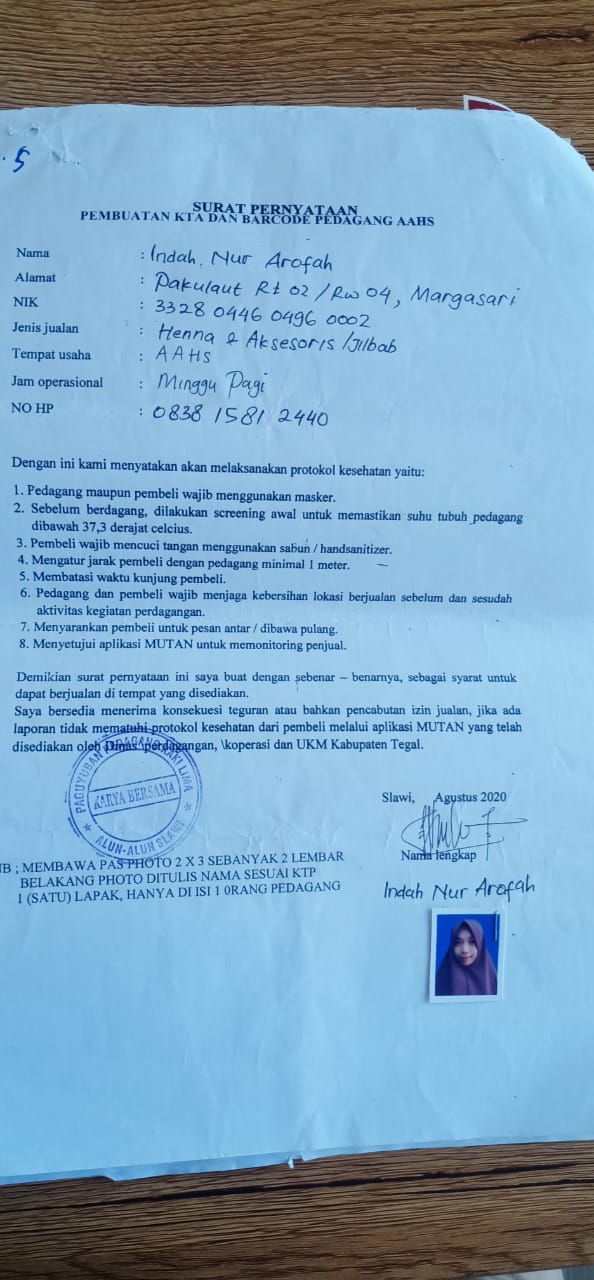 5
SURAT PERNYATAAN
PEMBUATAN KTA DAN BARCODE PEDAGANG AAHS
Nama : Indah Nur Arofah
Alamat : Pakulaut Rt 02 / Rw 04, Margasari
NIK : 3328 0446 0496 0002
Jenis jualan : Henna & Aksesoris /Jilbab
Tempat usaha : AAHS
Jam operasional : Minggu Pagi
NO HP : 0838 1581 2440
Dengan ini kami menyatakan akan melaksanakan protokol kesehatan yaitu:
1. Pedagang maupun pembeli wajib menggunakan masker.
2. Sebelum berdagang, dilakukan screening awal untuk memastikan suhu tubuh pedagang
dibawah 37,3 derajat celcius.
3. Pembeli wajib mencuci tangan menggunakan sabun / handsanitizer.
4. Mengatur jarak pembeli dengan pedagang minimal 1 meter.
5. Membatasi waktu kunjung pembeli.
6. Pedagang dan pembeli wajib menjaga kebersihan lokasi berjualan sebelum dan sesudah
aktivitas kegiatan perdagangan.
7. Menyarankan pembeli untuk pesan antar / dibawa pulang.
8. Menyetujui aplikasi MUTAN untuk memonitoring penjual.
Demikian surat pernyataan ini saya buat dengan sebenar – benarnya, sebagai syarat untuk
dapat berjualan di tempat yang disediakan.
Saya bersedia menerima konsekuesi teguran atau bahkan pencabutan izin jualan, jika ada
laporan tidak mematuhi protokol kesehatan dari pembeli melalui aplikasi MUTAN yang telah
disediakan oleh Dinas \perdagangan, \koperasi dan UKM Kabupaten Tegal.
PAGUYUBAN PEDAGANG KAKI LIMA
KARYA BERSAMA
ALUN-ALUN SLAWI
Slawi, Agustus 2020
Nama lengkap
Indah Nur Arofah
NB ; MEMBAWA PAS PHOTO 2 X 3 SEBANYAK 2 LEMBAR
BELAKANG PHOTO DITULIS NAMA SESUAI KTP
1 (SATU) LAPAK, HANYA DI ISI 1 0RANG PEDAGANG